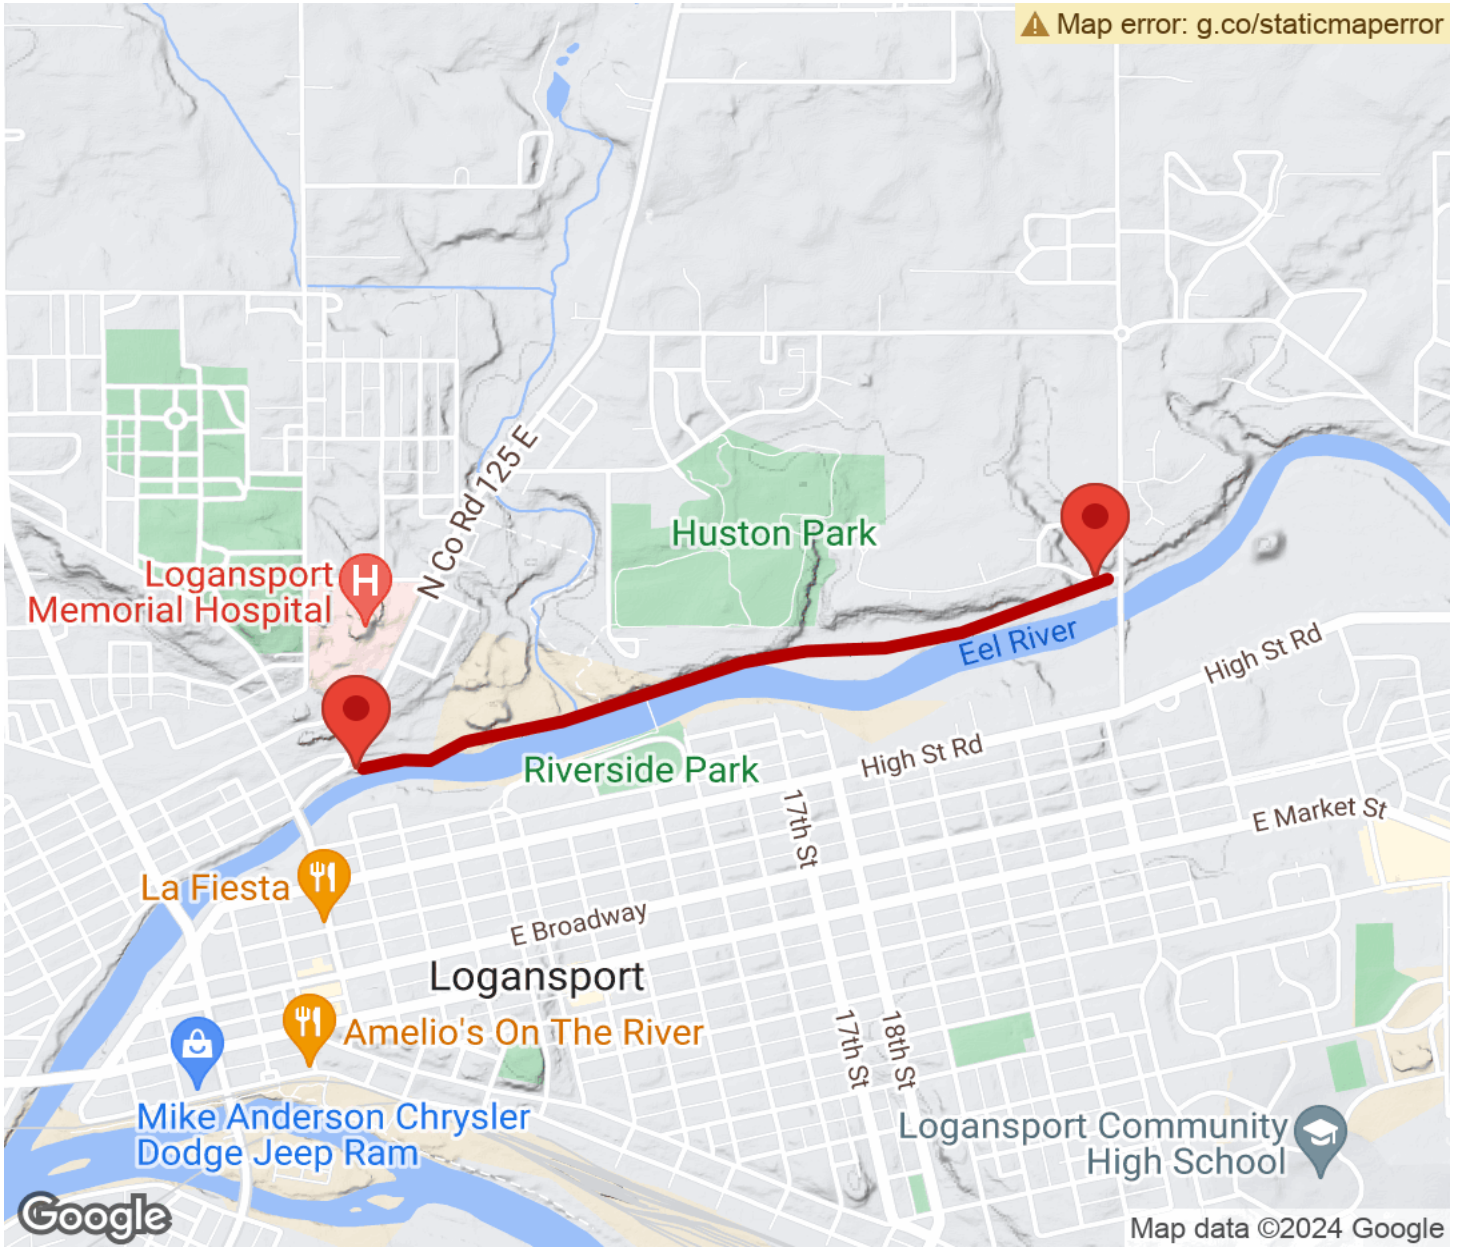 Map error: g.co/staticmaperror
N Co Rd 125 E
Huston Park
Logansport
Memorial Hospital
H
Eel River
High St Rd
Riverside Park
High St Rd
17th St
E Market St
La Fiesta
E Broadway
Logansport
Amelio's On The River
17th St
18th St
Mike Anderson Chrysler
Dodge Jeep Ram
Logansport Community
High School
Google
Map data ©2024 Google